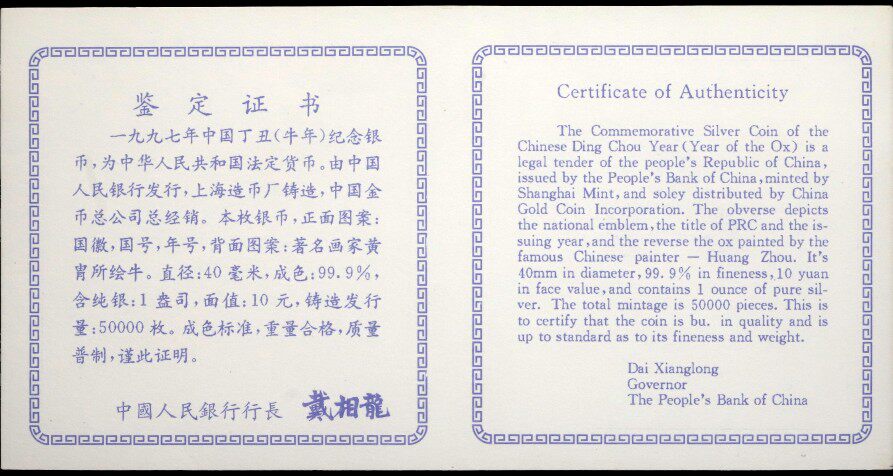 鉴定证书
一九九七年中国丁丑(牛年)纪念银
币,为中华人民共和国法定货币。由中国
人民银行发行,上海造币厂铸造,中国金
币总公司总经销。本枚银币,正面图案:
国徽,国号,年号,背面图案:著名画家黄
胄所绘牛。直径:40毫米,成色:99.9%,
含纯银:1盎司,面值:10元,铸造发行
量:50000枚。成色标准,重量合格,质量
普制,谨此证明。
中國人民銀行行長 戴相龍
Certificate of Authenticity
The Commemorative Silver Coin of the
Chinese Ding Chou Year(Year of the Ox) is a
legal tender of the people's Republic of China,
issued by the People's Bank of China,minted by
Shanghai Mint, and soley distributed by China
Gold Coin Incorporation. The obverse depicts
the national emblem,the title of PRC and the is-
suing year,and the reverse the ox painted by the
famous Chinese painter — Huang Zhou. It's
40mm in diameter, 99.9% in fineness,10 yuan
in face value,and contains 1 ounce of pure sil-
ver. The total mintage is 50000 pieces. This is
to certify that the coin is bu. in quality and is
up to standard as to its fineness and weight.
Dai Xianglong
Governor
The People's Bank of China